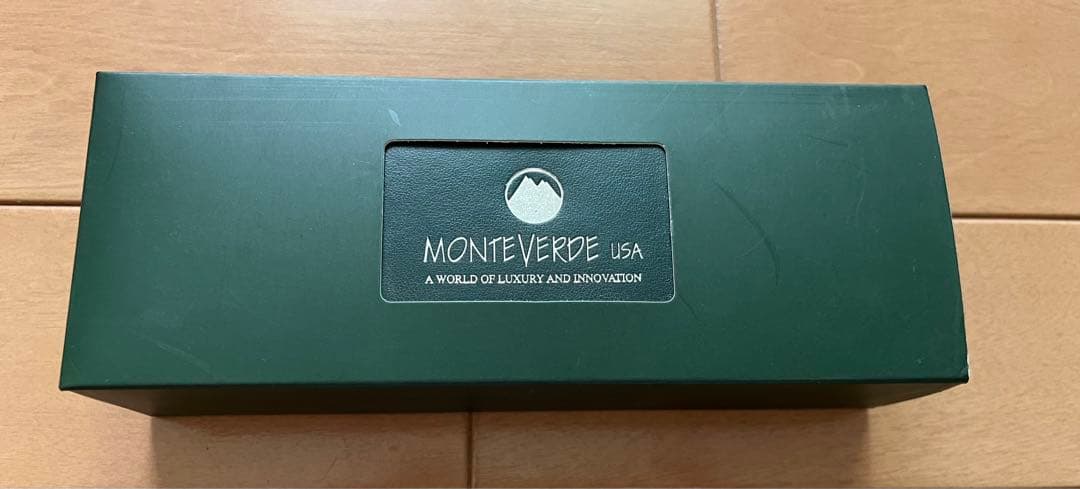 MONTEVERDE USA
A WORLD OF LUXURY AND INNOVATION